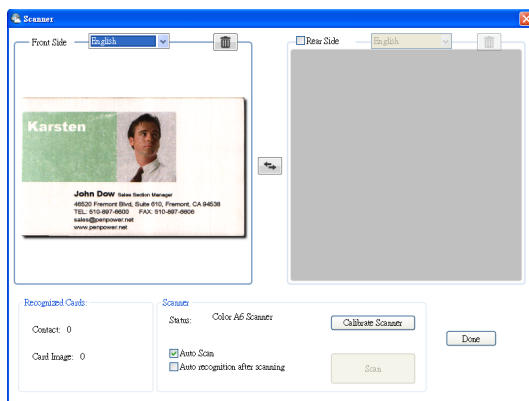 Scanner
Front Side English
Rear Side English
Karsten
John Dow Sales Section Manager
46520 Fremont Blvd, Suite 610, Fremont, CA 94538
TEL: 510-897-6600 FAX: 510-897-6606
sales@penpower.net
www.penpower.net
Recognized Cards:
Contact: 0
Card Image: 0
Scanner
Status: Color A6 Scanner
Calibrate Scanner
Auto Scan
Auto recognition after scanning
Scan
Done